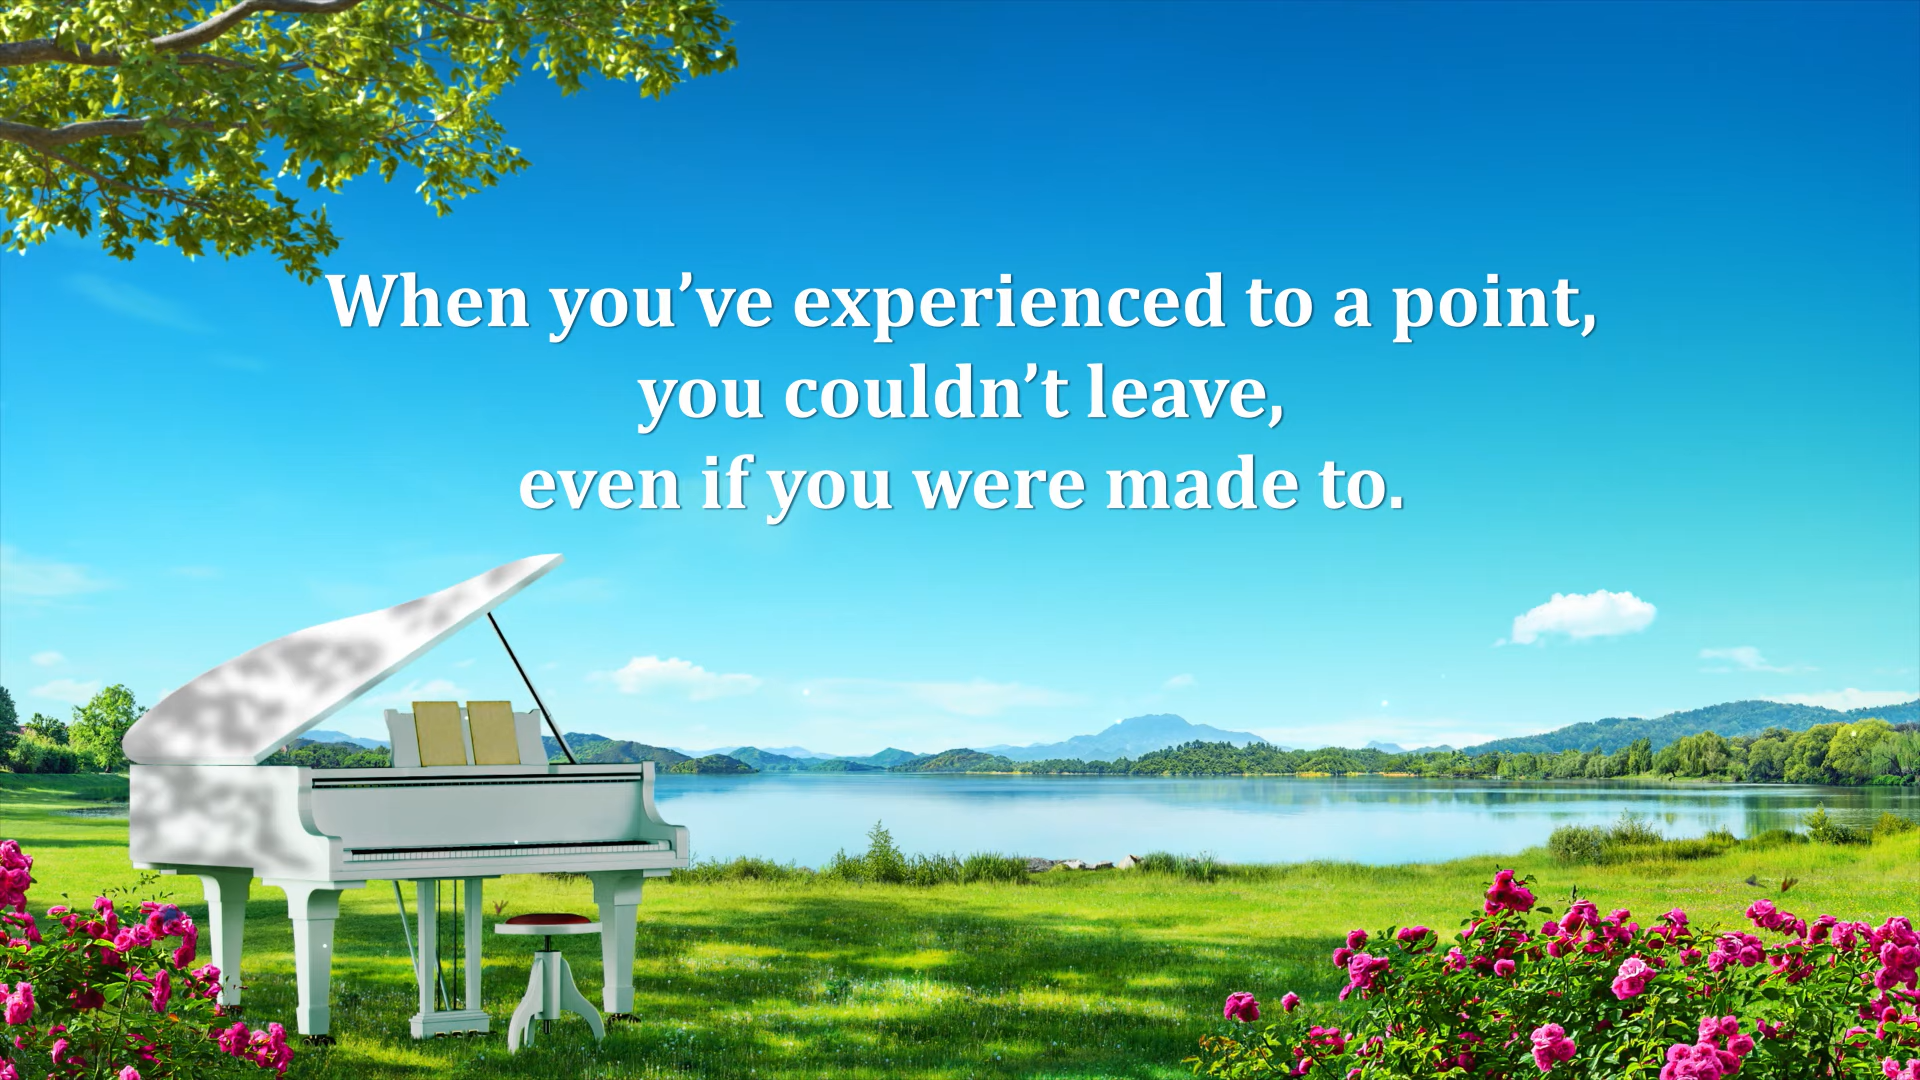 When you’ve experienced to a point,
you couldn’t leave,
even if you were made to.